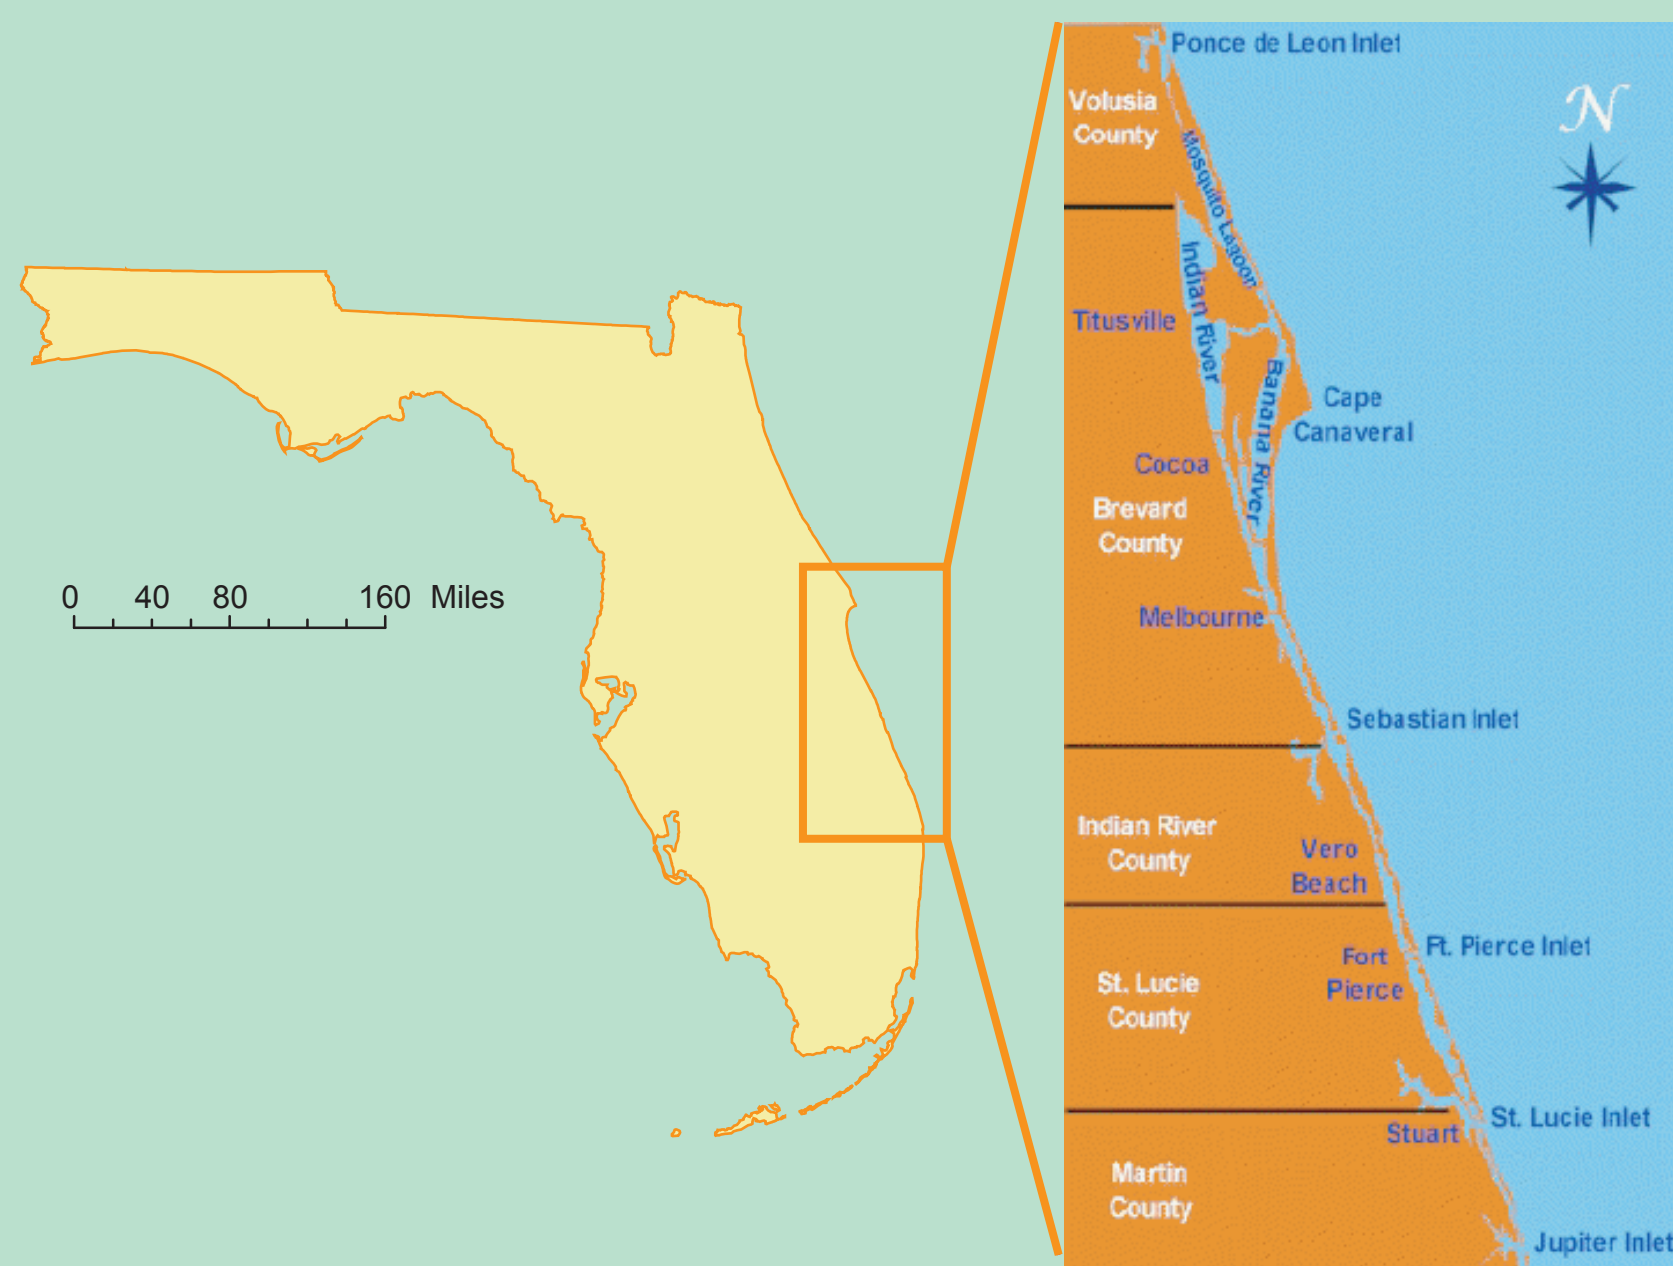 0 40 80 160 Miles
Ponce de Leon Inlet
N
Volusia
County
Mosquito Lagoon
Indian River
Titusville
Banana River
Cape
Canaveral
Cocoa
Brevard
County
Melbourne
Sebastian Inlet
Indian River
County
Vero
Beach
Ft. Pierce Inlet
Fort
Pierce
St. Lucie
County
St. Lucie Inlet
Stuart
Martin
County
Jupiter Inlet